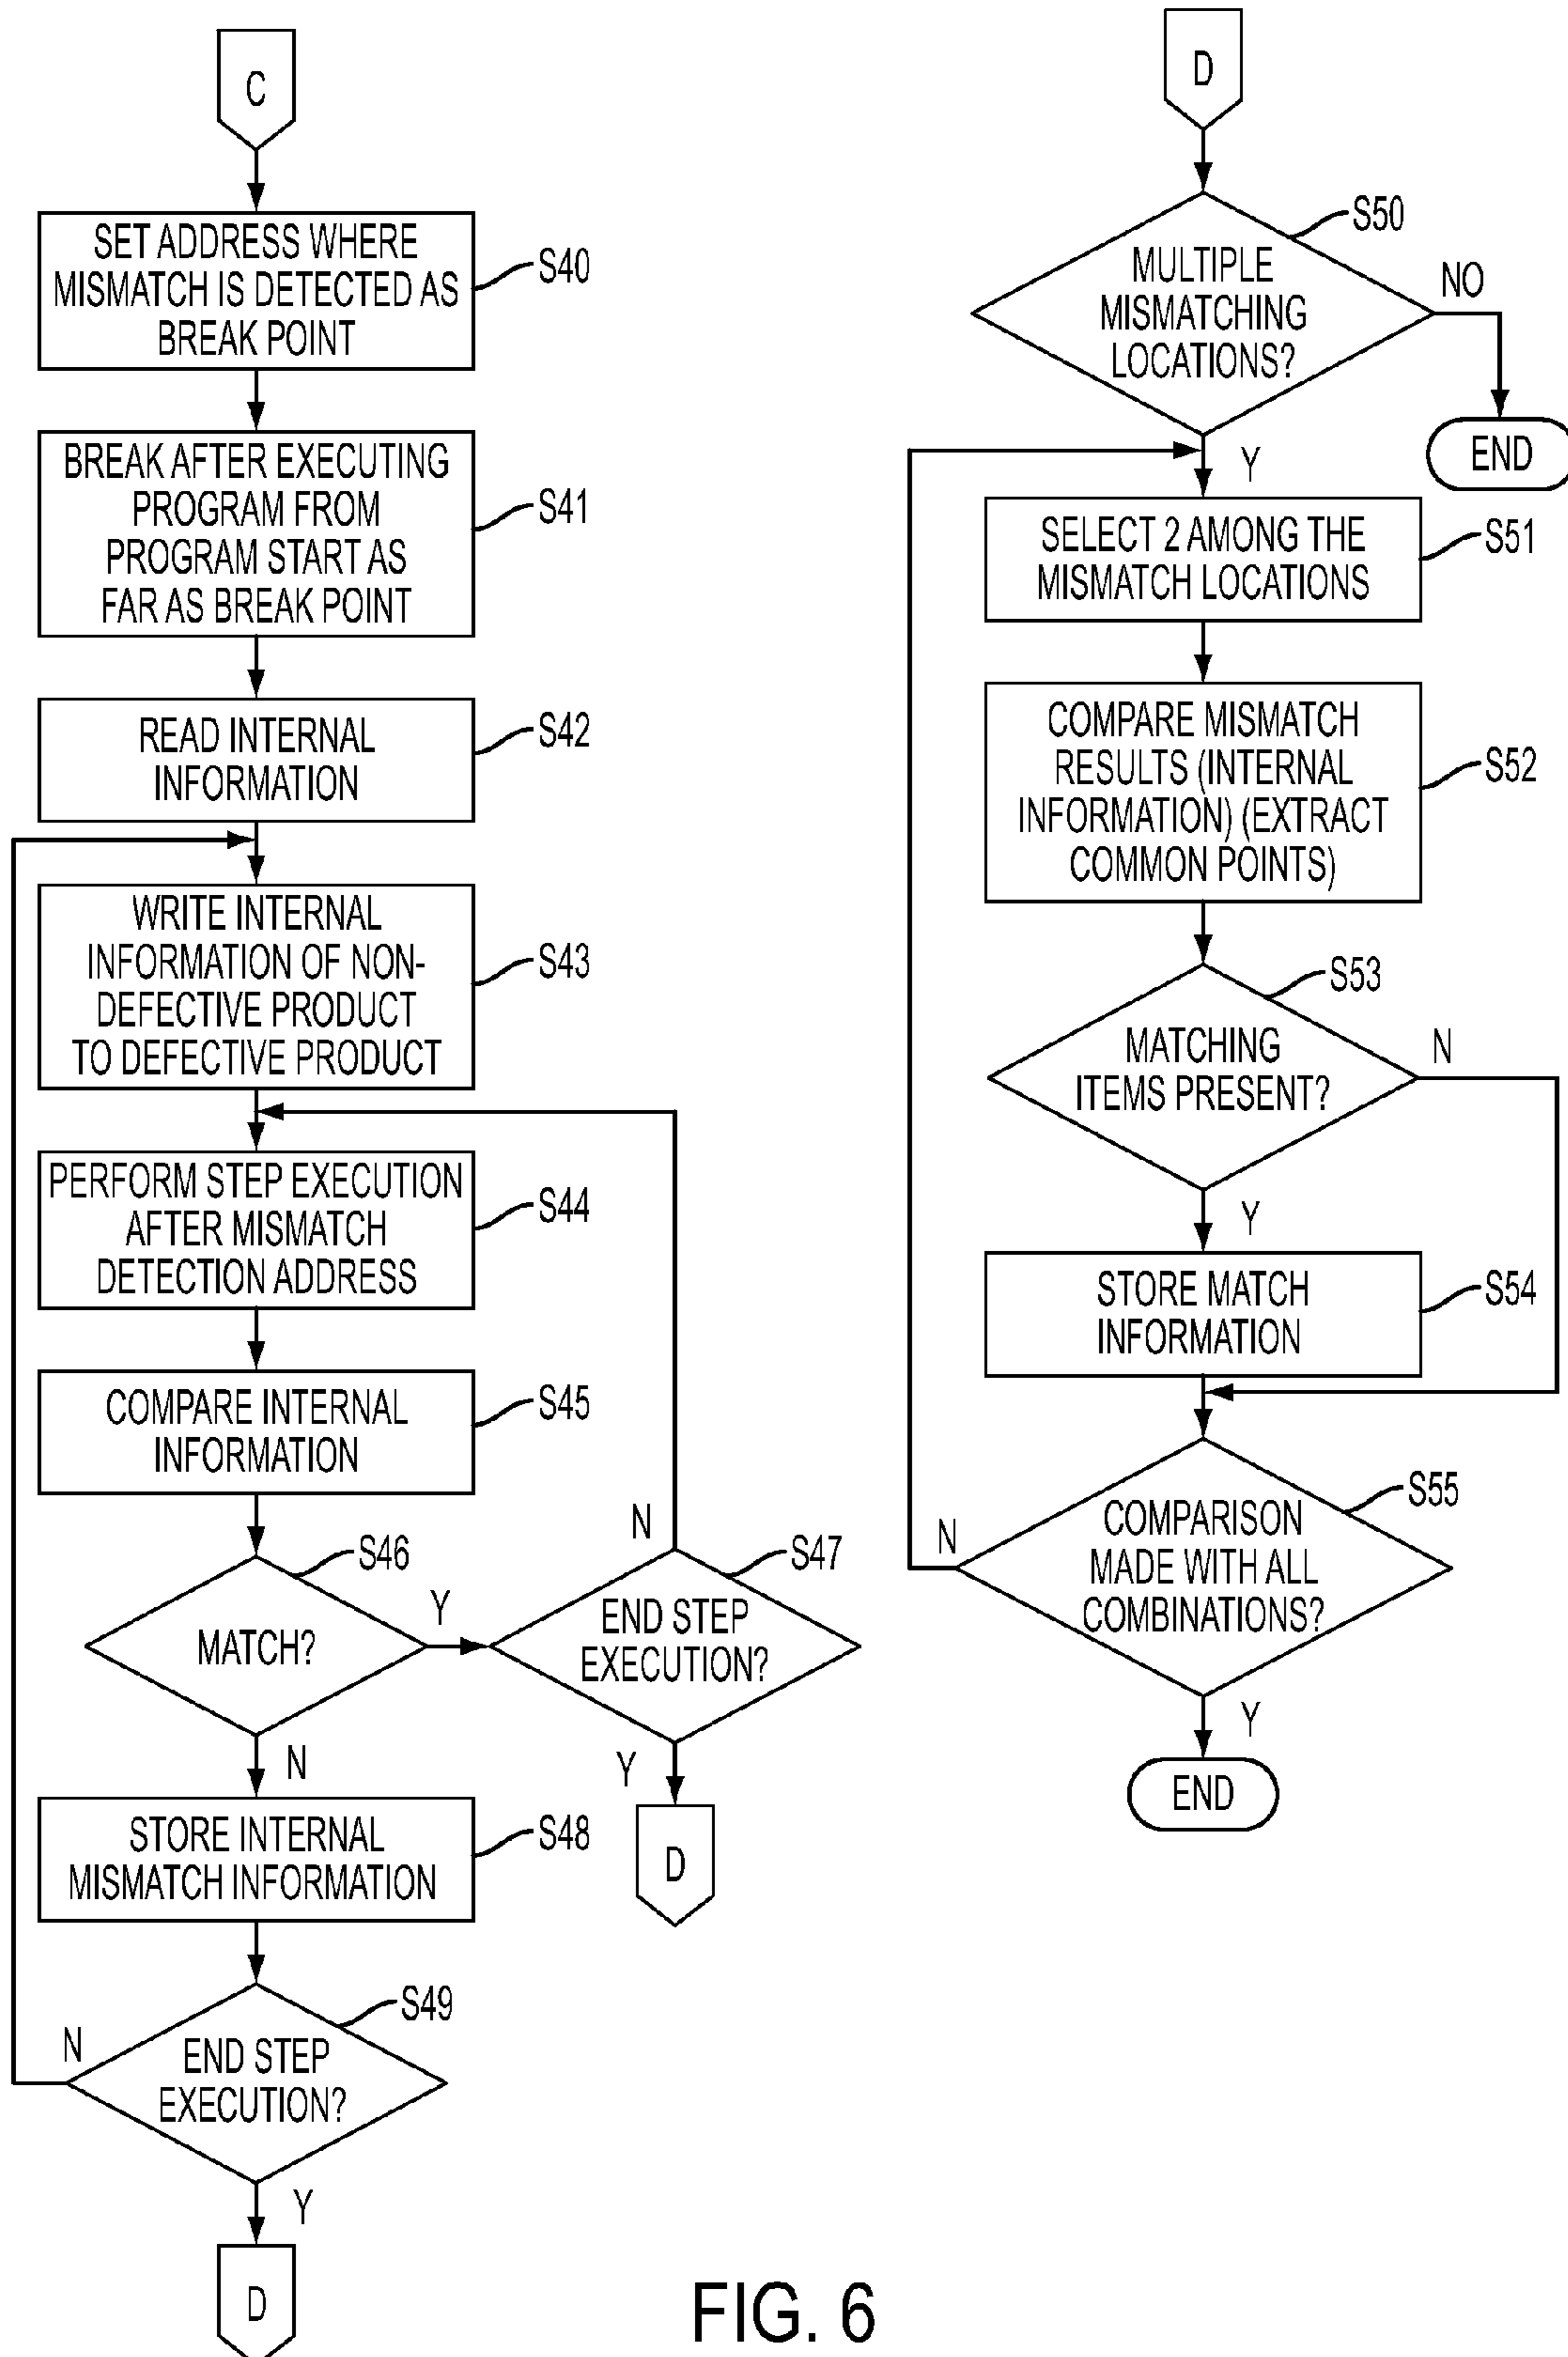 C
SET ADDRESS WHERE
MISMATCH IS DETECTED AS
BREAK POINT
S40
BREAK AFTER EXECUTING
PROGRAM FROM
PROGRAM START AS
FAR AS BREAK POINT
S41
READ INTERNAL
INFORMATION
S42
WRITE INTERNAL
INFORMATION OF NON-
DEFECTIVE PRODUCT
TO DEFECTIVE PRODUCT
S43
PERFORM STEP EXECUTION
AFTER MISMATCH
DETECTION ADDRESS
S44
COMPARE INTERNAL
INFORMATION
S45
MATCH?
S46
Y
N
END STEP
EXECUTION?
S47
N
Y
D
STORE INTERNAL
MISMATCH INFORMATION
S48
END STEP
EXECUTION?
S49
N
Y
D
D
MULTIPLE
MISMATCHING
LOCATIONS?
S50
NO
END
Y
SELECT 2 AMONG THE
MISMATCH LOCATIONS
S51
COMPARE MISMATCH
RESULTS (INTERNAL
INFORMATION) (EXTRACT
COMMON POINTS)
S52
MATCHING
ITEMS PRESENT?
S53
N
Y
STORE MATCH
INFORMATION
S54
COMPARISON
MADE WITH ALL
COMBINATIONS?
S55
N
Y
END
FIG. 6